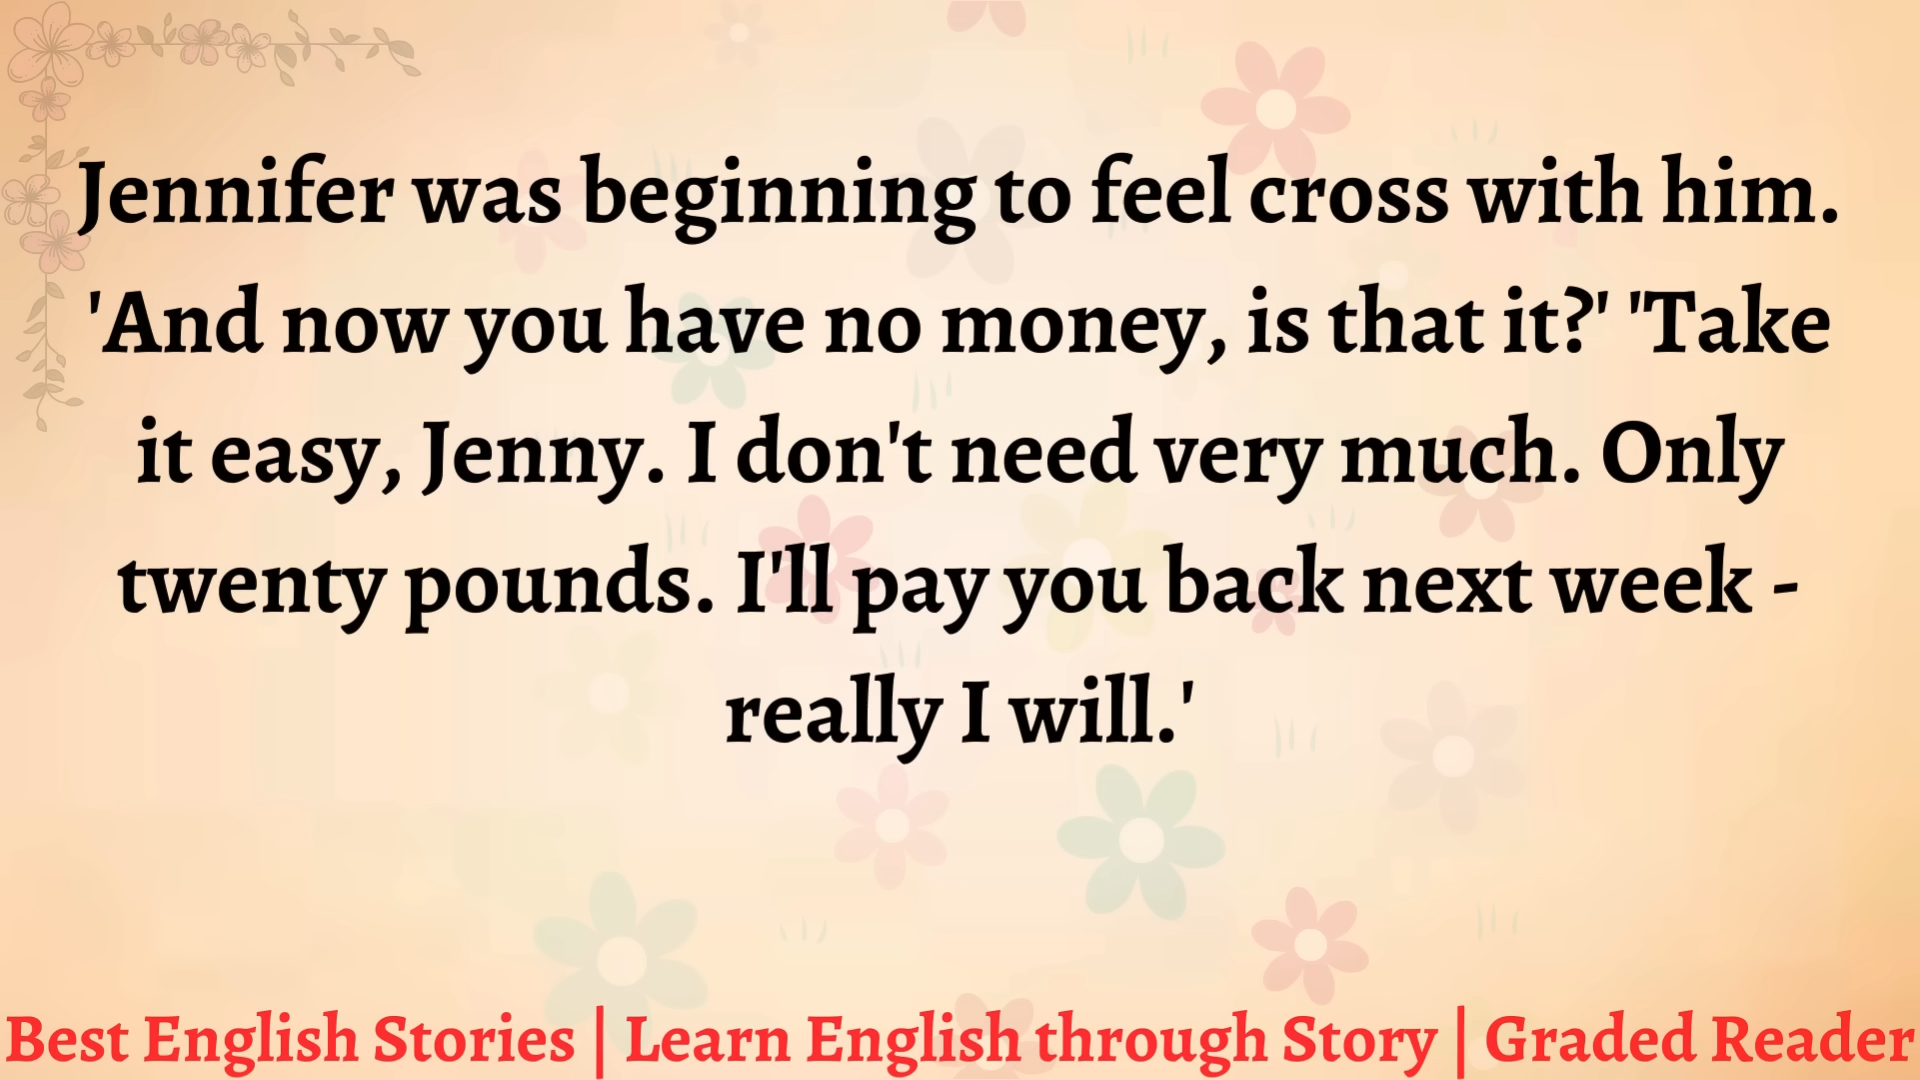 Jennifer was beginning to feel cross with him.
'And now you have no money, is that it?' 'Take
it easy, Jenny. I don't need very much. Only
twenty pounds. I'll pay you back next week -
really I will.'
Best English Stories | Learn English through Story | Graded Reader